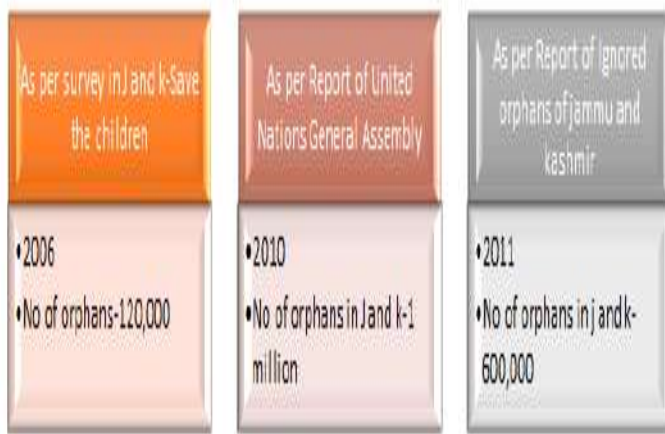 As per survey in J and k-Save
the children
•2006
•No of orphans-120,000
As per Report of United
Nations General Assembly
•2010
•No of orphans in J and k-1
million
As per Report of Ignored
orphans of jammu and
kashmir
•2011
•No of orphans in j and k-
600,000